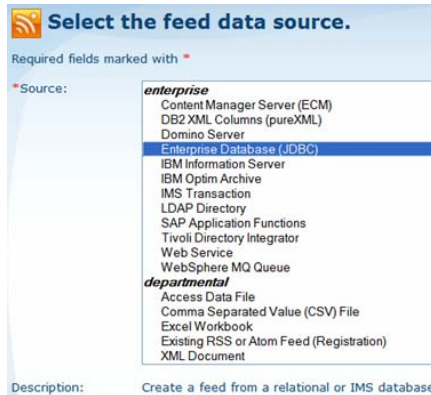 Select the feed data source.
Required fields marked with *
*Source:
enterprise
Content Manager Server (ECM)
DB2 XML Columns (pureXML)
Domino Server
Enterprise Database (JDBC)
IBM Information Server
IBM Optim Archive
IMS Transaction
LDAP Directory
SAP Application Functions
Tivoli Directory Integrator
Web Service
WebSphere MQ Queue
departmental
Access Data File
Comma Separated Value (CSV) File
Excel Workbook
Existing RSS or Atom Feed (Registration)
XML Document
Description: Create a feed from a relational or IMS database